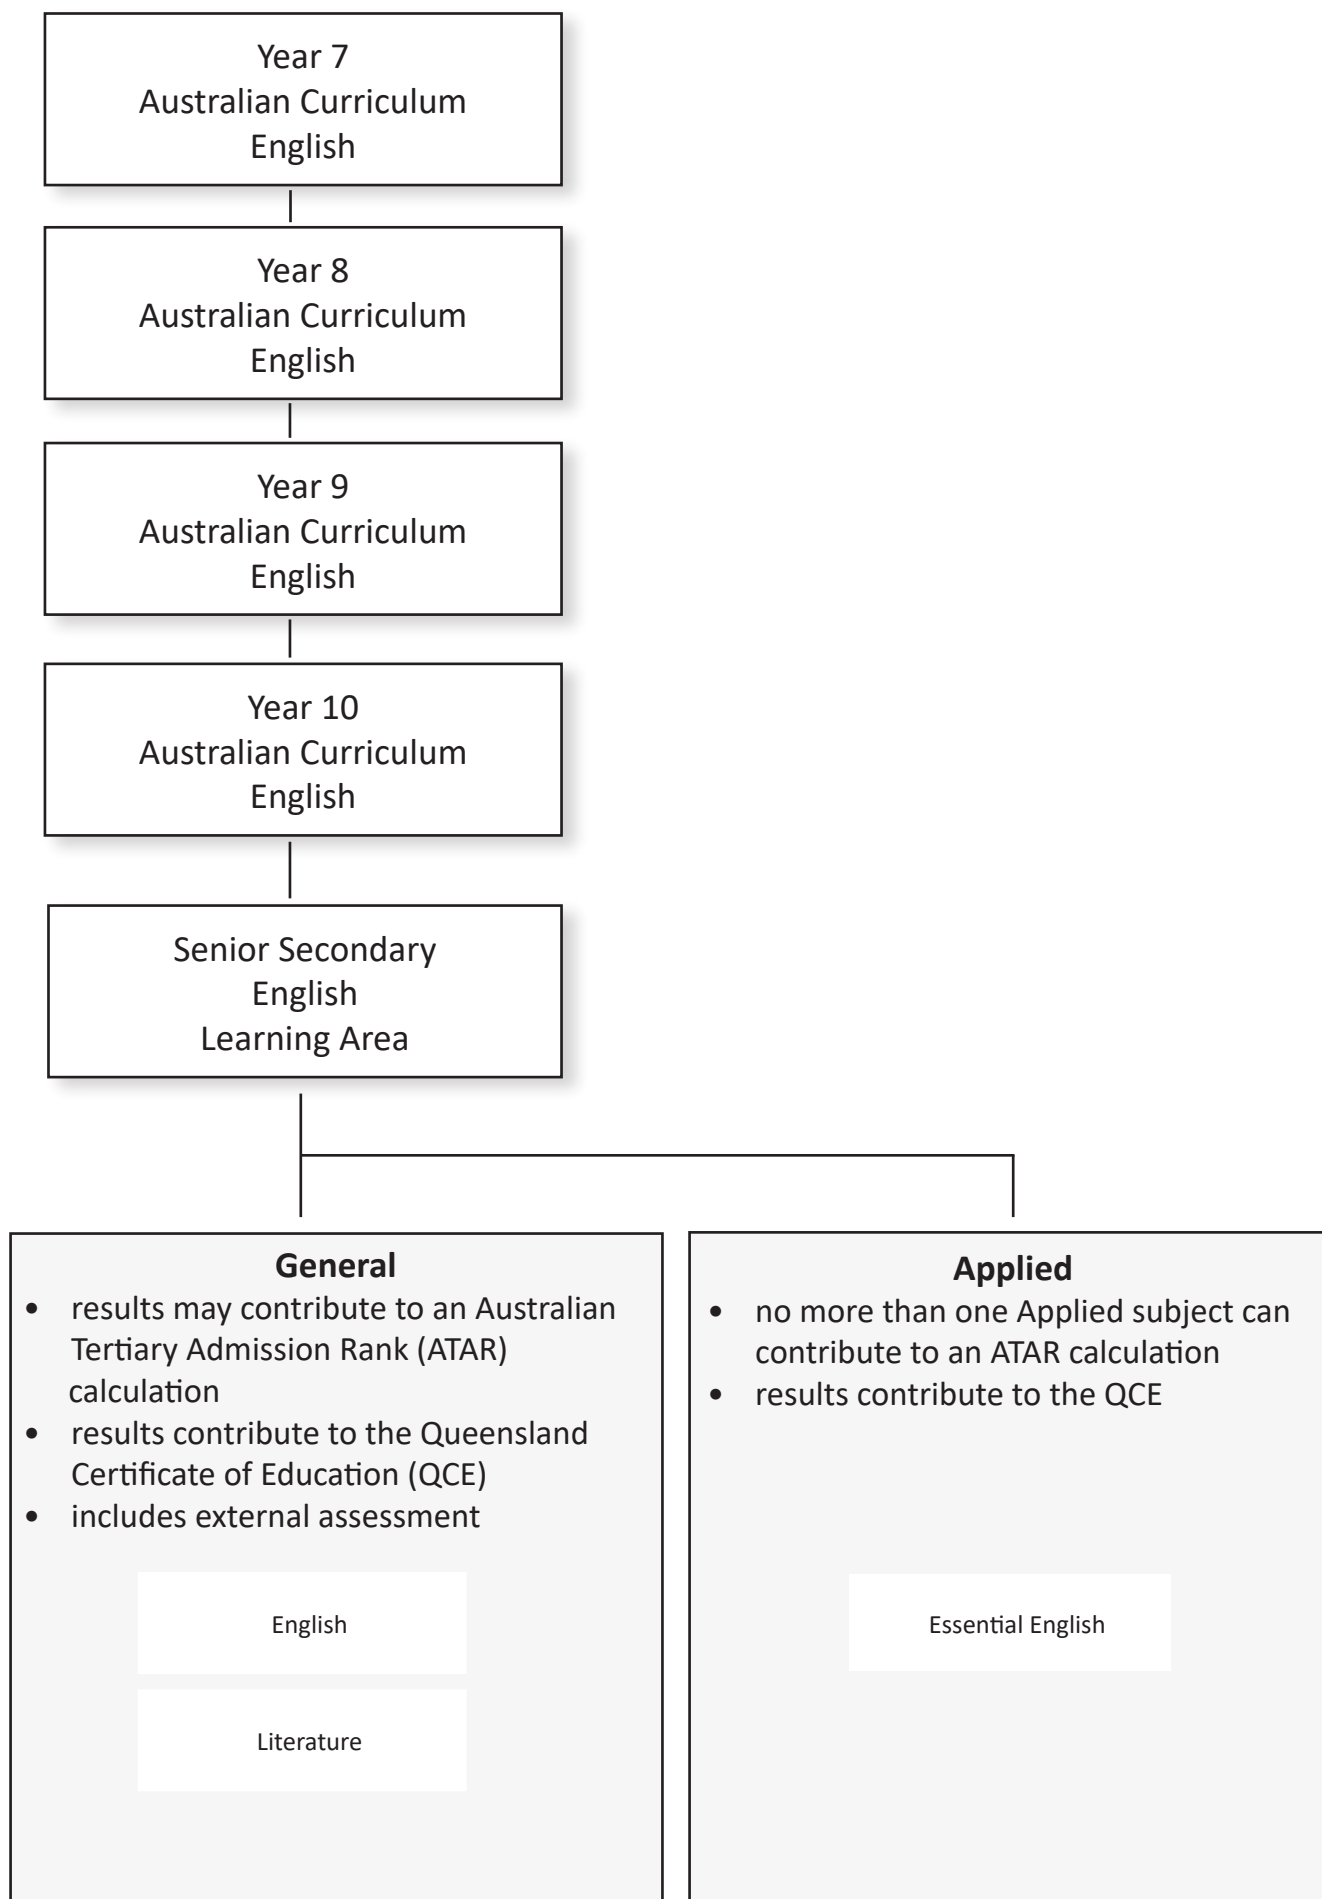 Year 7
Australian Curriculum
English
Year 8
Australian Curriculum
English
Year 9
Australian Curriculum
English
Year 10
Australian Curriculum
English
Senior Secondary
English
Learning Area
General
• results may contribute to an Australian
Tertiary Admission Rank (ATAR)
calculation
• results contribute to the Queensland
Certificate of Education (QCE)
• includes external assessment
English
Literature
Applied
• no more than one Applied subject can
contribute to an ATAR calculation
• results contribute to the QCE
Essential English